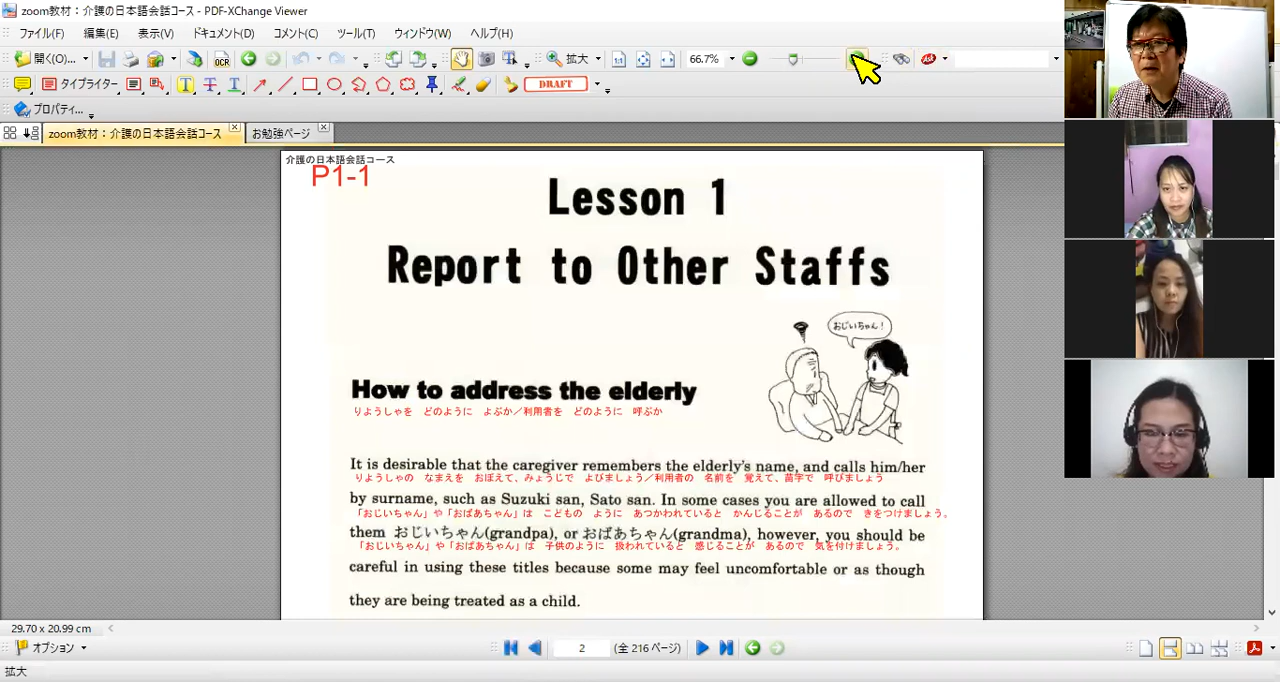 zoom教材：介護の日本語会話コース - PDF-XChange Viewer
ファイル(F) 編集(E) 表示(V) ドキュメント(D) コメント(C) ツール(T) ウィンドウ(W) ヘルプ(H)
開く(O)... OCR 拡大 66.7%
タイプライター DRAFT
プロパティ...
zoom教材：介護の日本語会話コース お勉強ページ
介護の日本語会話コース
P1-1
Lesson 1
Report to Other Staffs
おじいちゃん！
How to address the elderly
りようしゃを どのように よぶか／利用者を どのように 呼ぶか
It is desirable that the caregiver remembers the elderly's name, and calls him/her
りようしゃの なまえを おぼえて、みょうじで よびましょう／利用者の 名前を 覚えて、苗字で 呼びましょう
by surname, such as Suzuki san, Sato san. In some cases you are allowed to call
「おじいちゃん」や「おばあちゃん」は こどもの ように あつかわれていると かんじることが あるので きをつけましょう。
them おじいちゃん(grandpa), or おばあちゃん(grandma), however, you should be
「おじいちゃん」や「おばあちゃん」は 子供のように 扱われていると 感じることが あるので 気を付けましょう。
careful in using these titles because some may feel uncomfortable or as though
they are being treated as a child.
29.70 x 20.99 cm
オプション 2 (全 216 ページ)
拡大